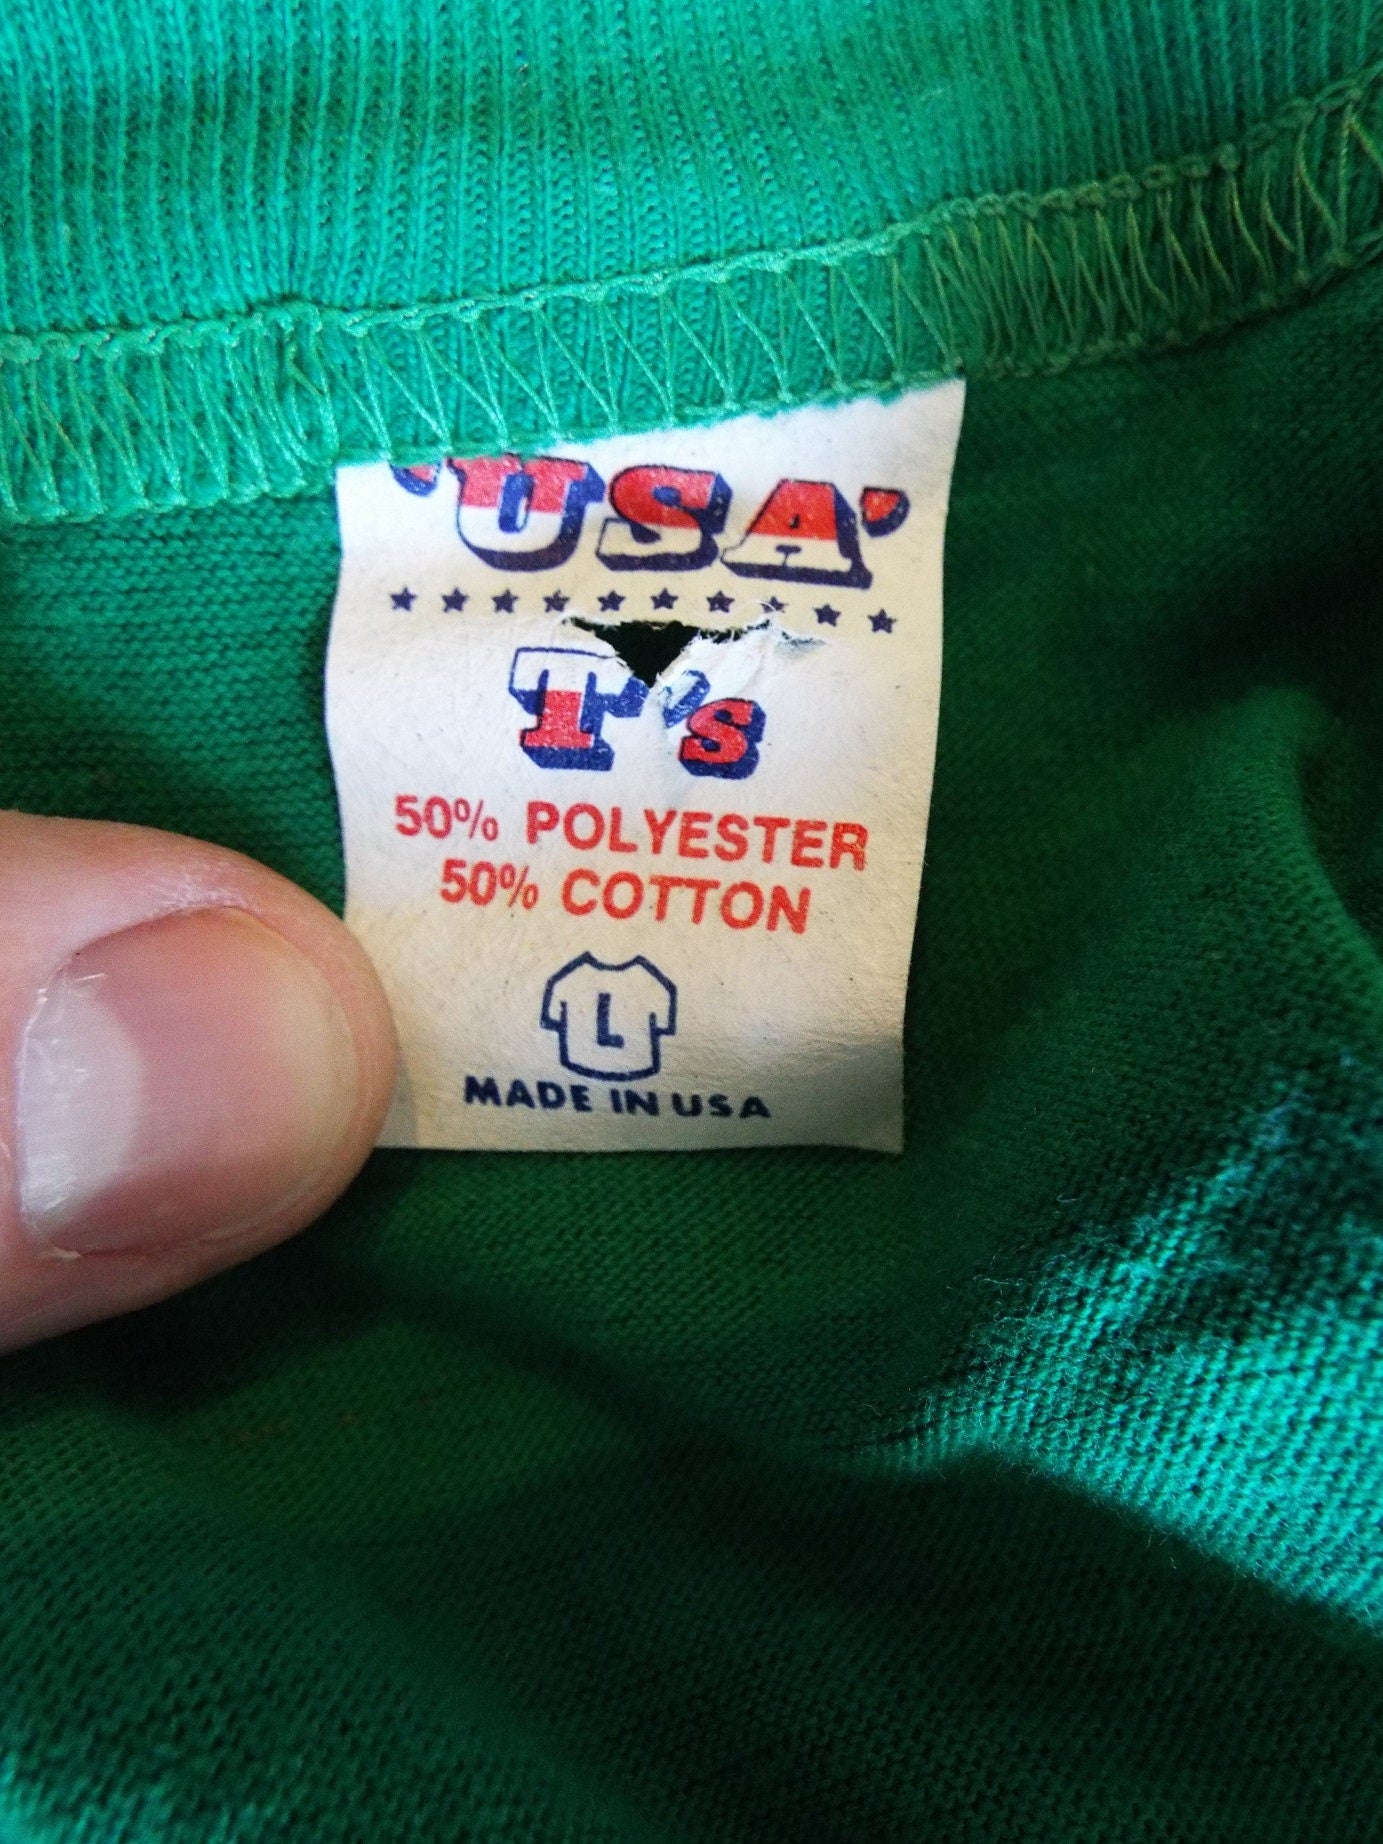 'USA'
T's
50% POLYESTER
50% COTTON
L
MADE IN USA